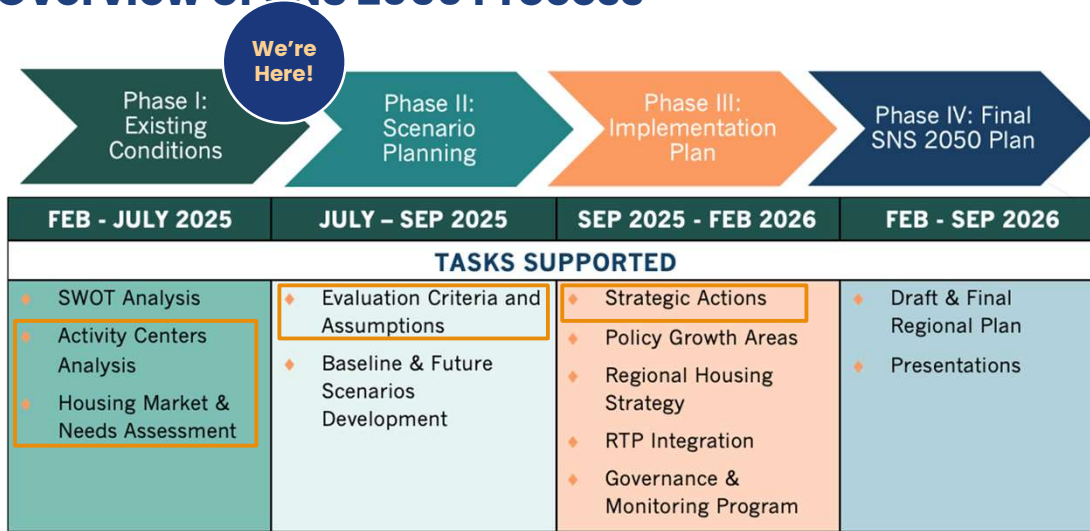 We're
Here!
Phase I:
Existing
Conditions
Phase II:
Scenario
Planning
Phase III:
Implementation
Plan
Phase IV: Final
SNS 2050 Plan
FEB - JULY 2025
JULY – SEP 2025
SEP 2025 - FEB 2026
FEB - SEP 2026
TASKS SUPPORTED
SWOT Analysis
Activity Centers
Analysis
Housing Market &
Needs Assessment
Evaluation Criteria and
Assumptions
Baseline & Future
Scenarios
Development
Strategic Actions
Policy Growth Areas
Regional Housing
Strategy
RTP Integration
Governance &
Monitoring Program
Draft & Final
Regional Plan
Presentations